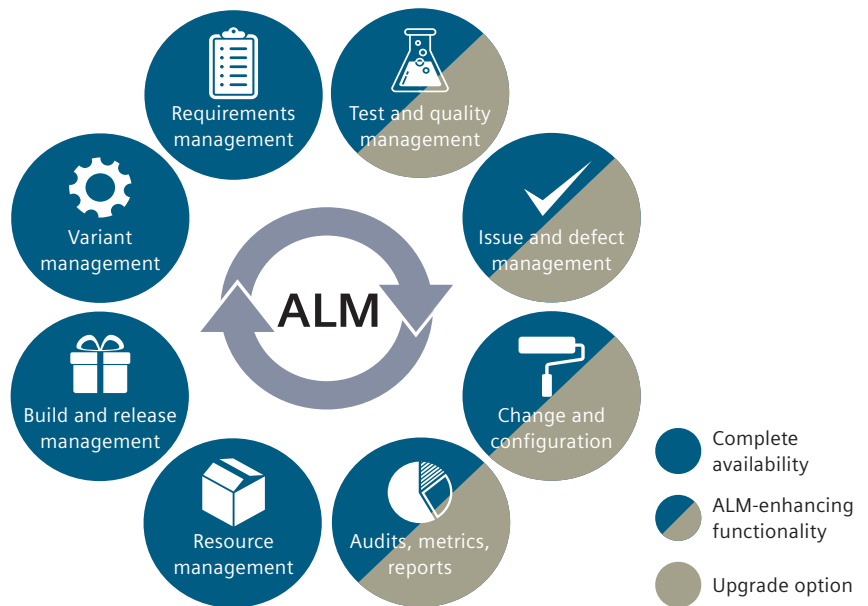 Requirements
management
Test and quality
management
Variant
management
Issue and defect
management
ALM
Build and release
management
Change and
configuration
Resource
management
Audits, metrics,
reports
Complete
availability
ALM-enhancing
functionality
Upgrade option